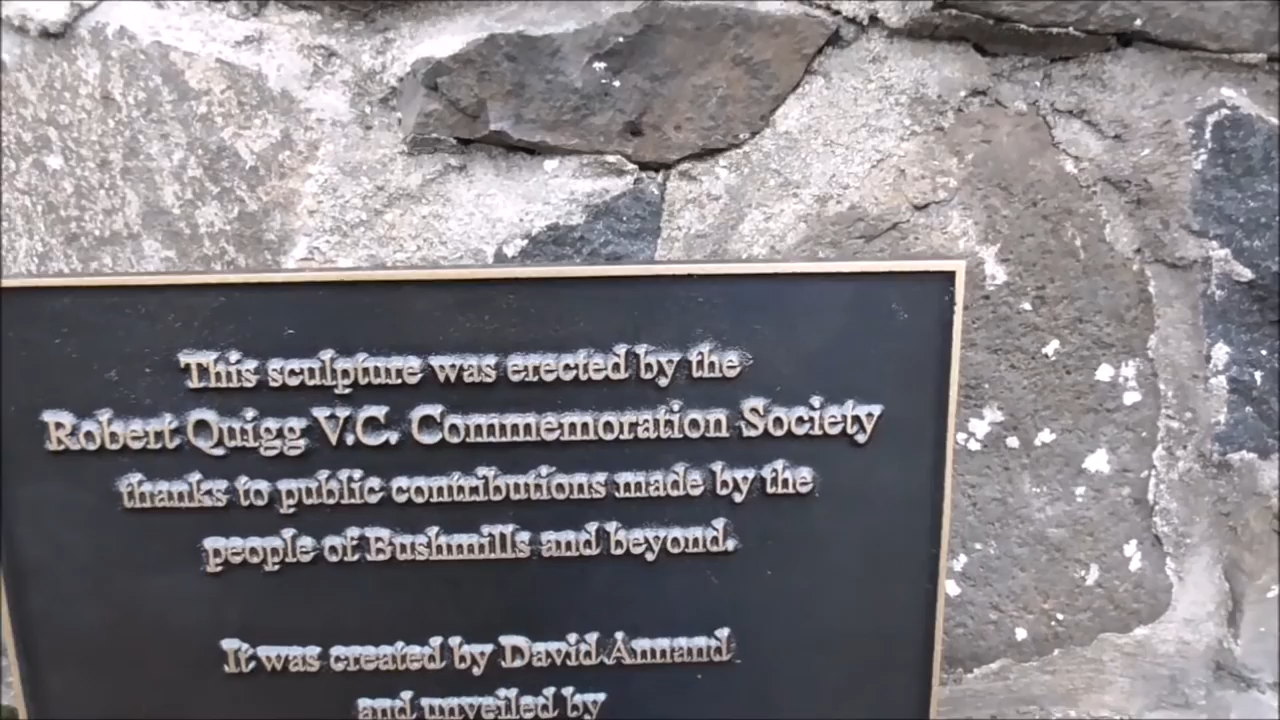 This sculpture was erected by the
Robert Quigg V.C. Commemoration Society
thanks to public contributions made by the
people of Bushmills and beyond.
It was created by David Annand
and unveiled by